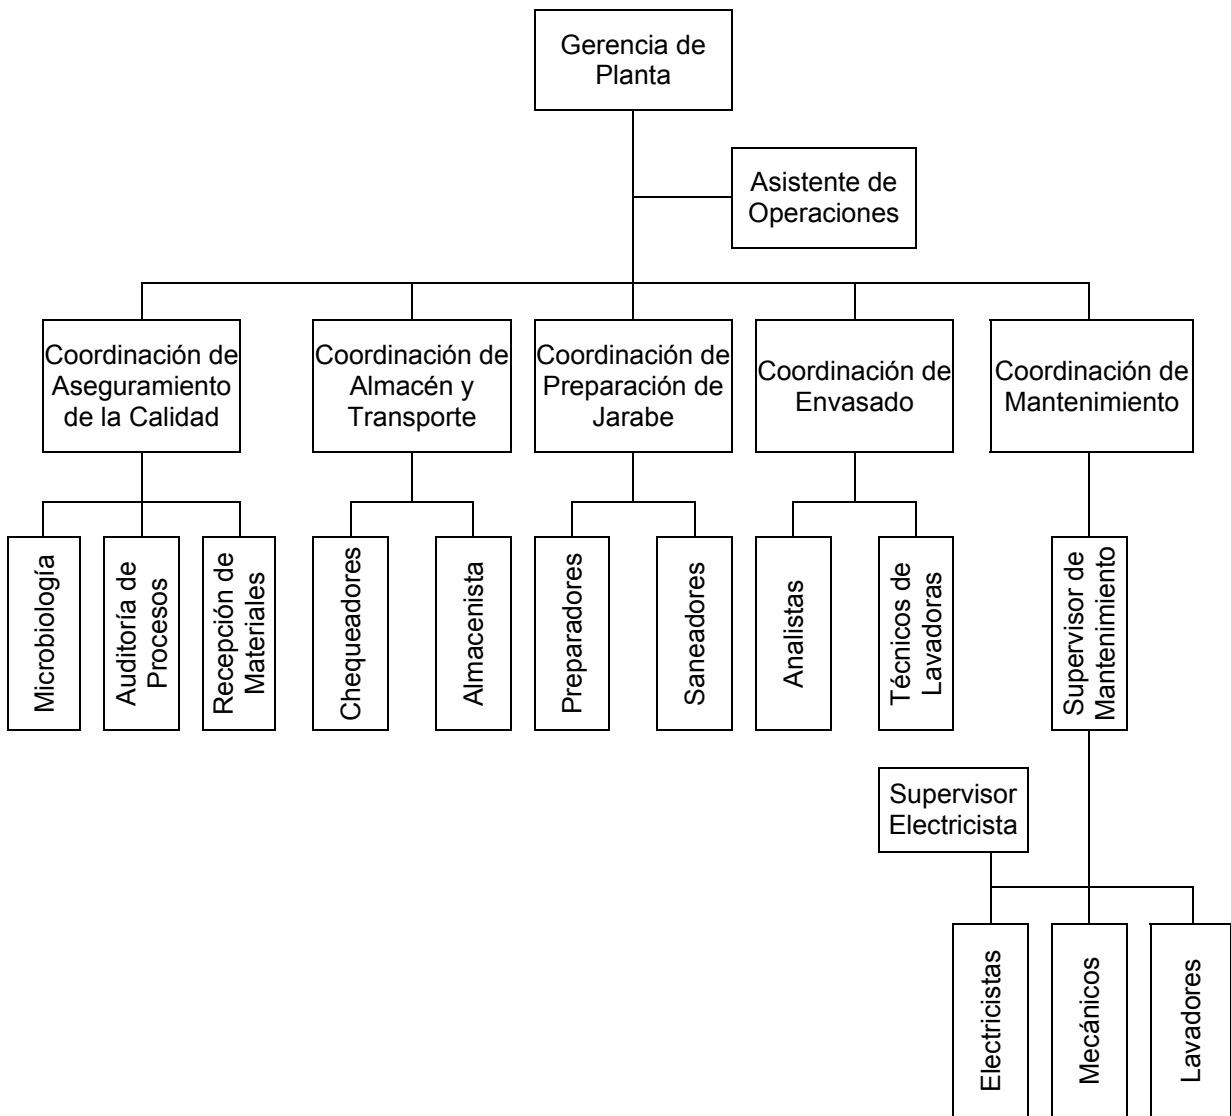 Gerencia de
Planta
Asistente de
Operaciones
Coordinación de
Aseguramiento
de la Calidad
Coordinación de
Almacén y
Transporte
Coordinación de
Preparación de
Jarabe
Coordinación de
Envasado
Coordinación de
Mantenimiento
Microbiología
Auditoría de
Procesos
Recepción de
Materiales
Chequeadores
Almacenista
Preparadores
Saneadores
Analistas
Técnicos de
Lavadoras
Supervisor de
Mantenimiento
Supervisor
Electricista
Electricistas
Mecánicos
Lavadores